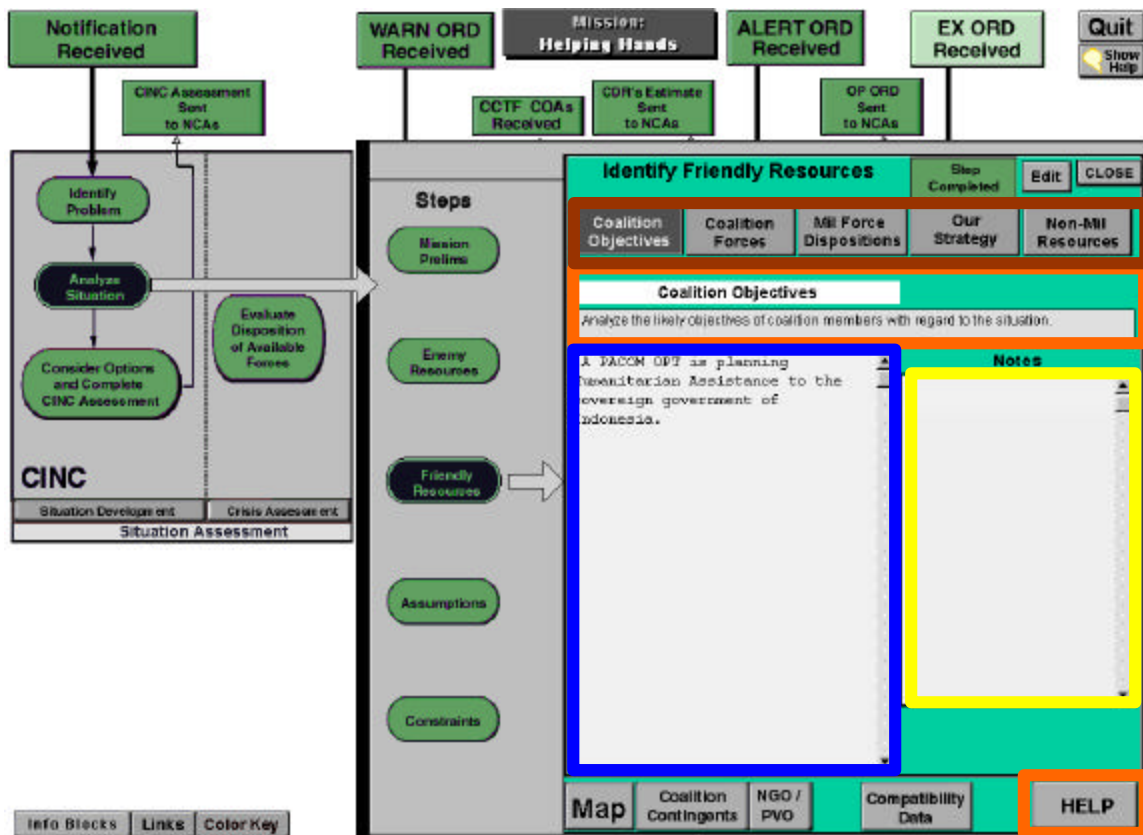 Notification
Received
WARN ORD
Received
Mission:
Helping Hands
ALERT ORD
Received
EX ORD
Received
Quit
Show
Help
CINC Assessment
Sent
to NCAs
CCTF COAs
Received
CDR's Estimate
Sent
to NCAs
OP ORD
Sent
to NCAs
Identify
Problem
Analyze
Situation
Consider Options
and Complete
CINC Assessment
Evaluate
Disposition
of Available
Forces
CINC
Situation Development
Crisis Assessment
Situation Assessment
Steps
Mission
Prelims
Enemy
Resources
Friendly
Resources
Assumptions
Constraints
Identify Friendly Resources
Step
Completed
Edit
CLOSE
Coalition
Objectives
Coalition
Forces
Mil Force
Dispositions
Our
Strategy
Non-Mil
Resources
Coalition Objectives
Analyze the likely objectives of coalition members with regard to the situation.
A PACOM OPT is planning
Humanitarian Assistance to the
sovereign government of
Indonesia.
Notes
Map
Coalition
Contingents
NGO /
PVO
Compatibility
Data
HELP
Info Blocks
Links
Color Key